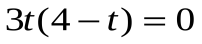 3t(4 − t) = 0